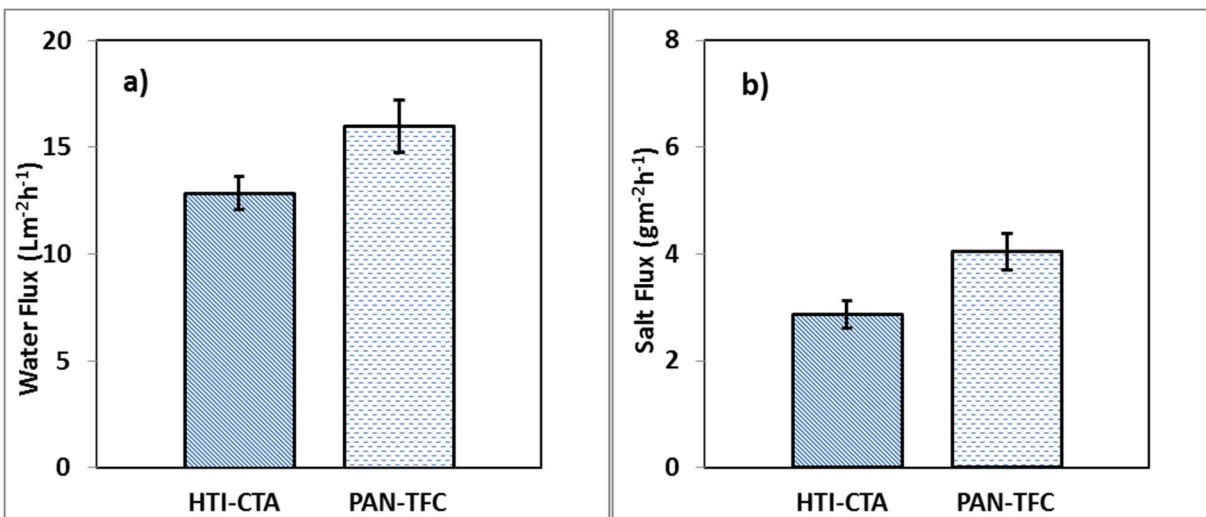 a)
Water Flux (Lm⁻²h⁻¹)
20
15
10
5
0
HTI-CTA PAN-TFC
b)
Salt Flux (gm⁻²h⁻¹)
8
6
4
2
0
HTI-CTA PAN-TFC